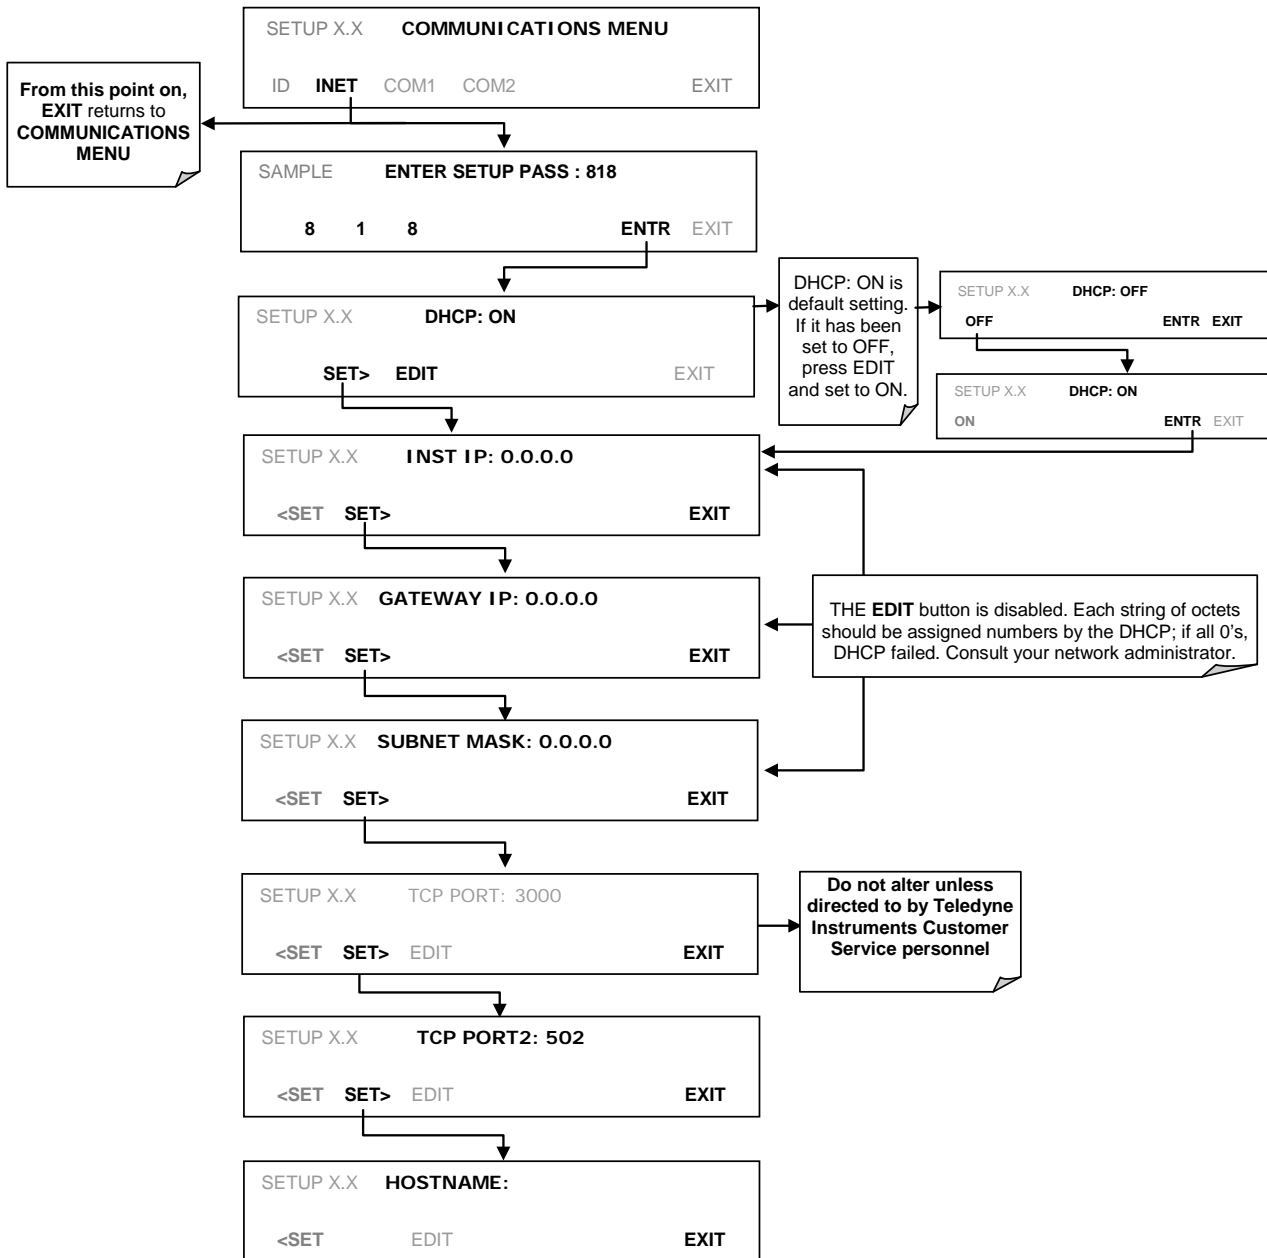 SETUP X.X COMMUNICATIONS MENU
ID INET COM1 COM2 EXIT
From this point on,
EXIT returns to
COMMUNICATIONS
MENU
SAMPLE ENTER SETUP PASS : 818
8 1 8 ENTR EXIT
SETUP X.X DHCP: ON
SET> EDIT EXIT
DHCP: ON is
default setting.
If it has been
set to OFF,
press EDIT
and set to ON.
SETUP X.X DHCP: OFF
OFF ENTR EXIT
SETUP X.X DHCP: ON
ON ENTR EXIT
SETUP X.X INST IP: 0.0.0.0
<SET SET> EXIT
SETUP X.X GATEWAY IP: 0.0.0.0
<SET SET> EXIT
THE EDIT button is disabled. Each string of octets
should be assigned numbers by the DHCP; if all 0's,
DHCP failed. Consult your network administrator.
SETUP X.X SUBNET MASK: 0.0.0.0
<SET SET> EXIT
SETUP X.X TCP PORT: 3000
<SET SET> EDIT EXIT
Do not alter unless
directed to by Teledyne
Instruments Customer
Service personnel
SETUP X.X TCP PORT2: 502
<SET SET> EDIT EXIT
SETUP X.X HOSTNAME:
<SET EDIT EXIT